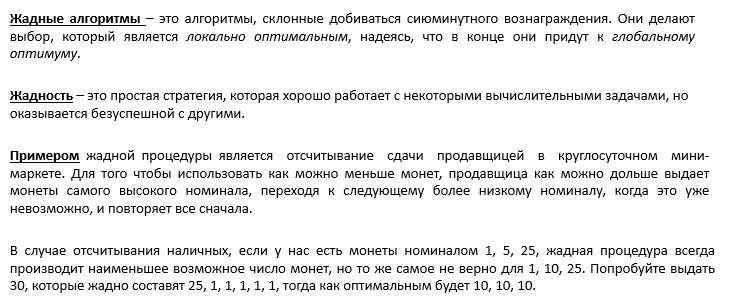 Жадные алгоритмы – это алгоритмы, склонные добиваться сиюминутного вознаграждения. Они делают
выбор, который является локально оптимальным, надеясь, что в конце они придут к глобальному
оптимуму.
Жадность – это простая стратегия, которая хорошо работает с некоторыми вычислительными задачами, но
оказывается безуспешной с другими.
Примером жадной процедуры является отсчитывание сдачи продавщицей в круглосуточном мини-
маркете. Для того чтобы использовать как можно меньше монет, продавщица как можно дольше выдает
монеты самого высокого номинала, переходя к следующему более низкому номиналу, когда это уже
невозможно, и повторяет все сначала.
В случае отсчитывания наличных, если у нас есть монеты номиналом 1, 5, 25, жадная процедура всегда
производит наименьшее возможное число монет, но то же самое не верно для 1, 10, 25. Попробуйте выдать
30, которые жадно составят 25, 1, 1, 1, 1, 1, тогда как оптимальным будет 10, 10, 10.